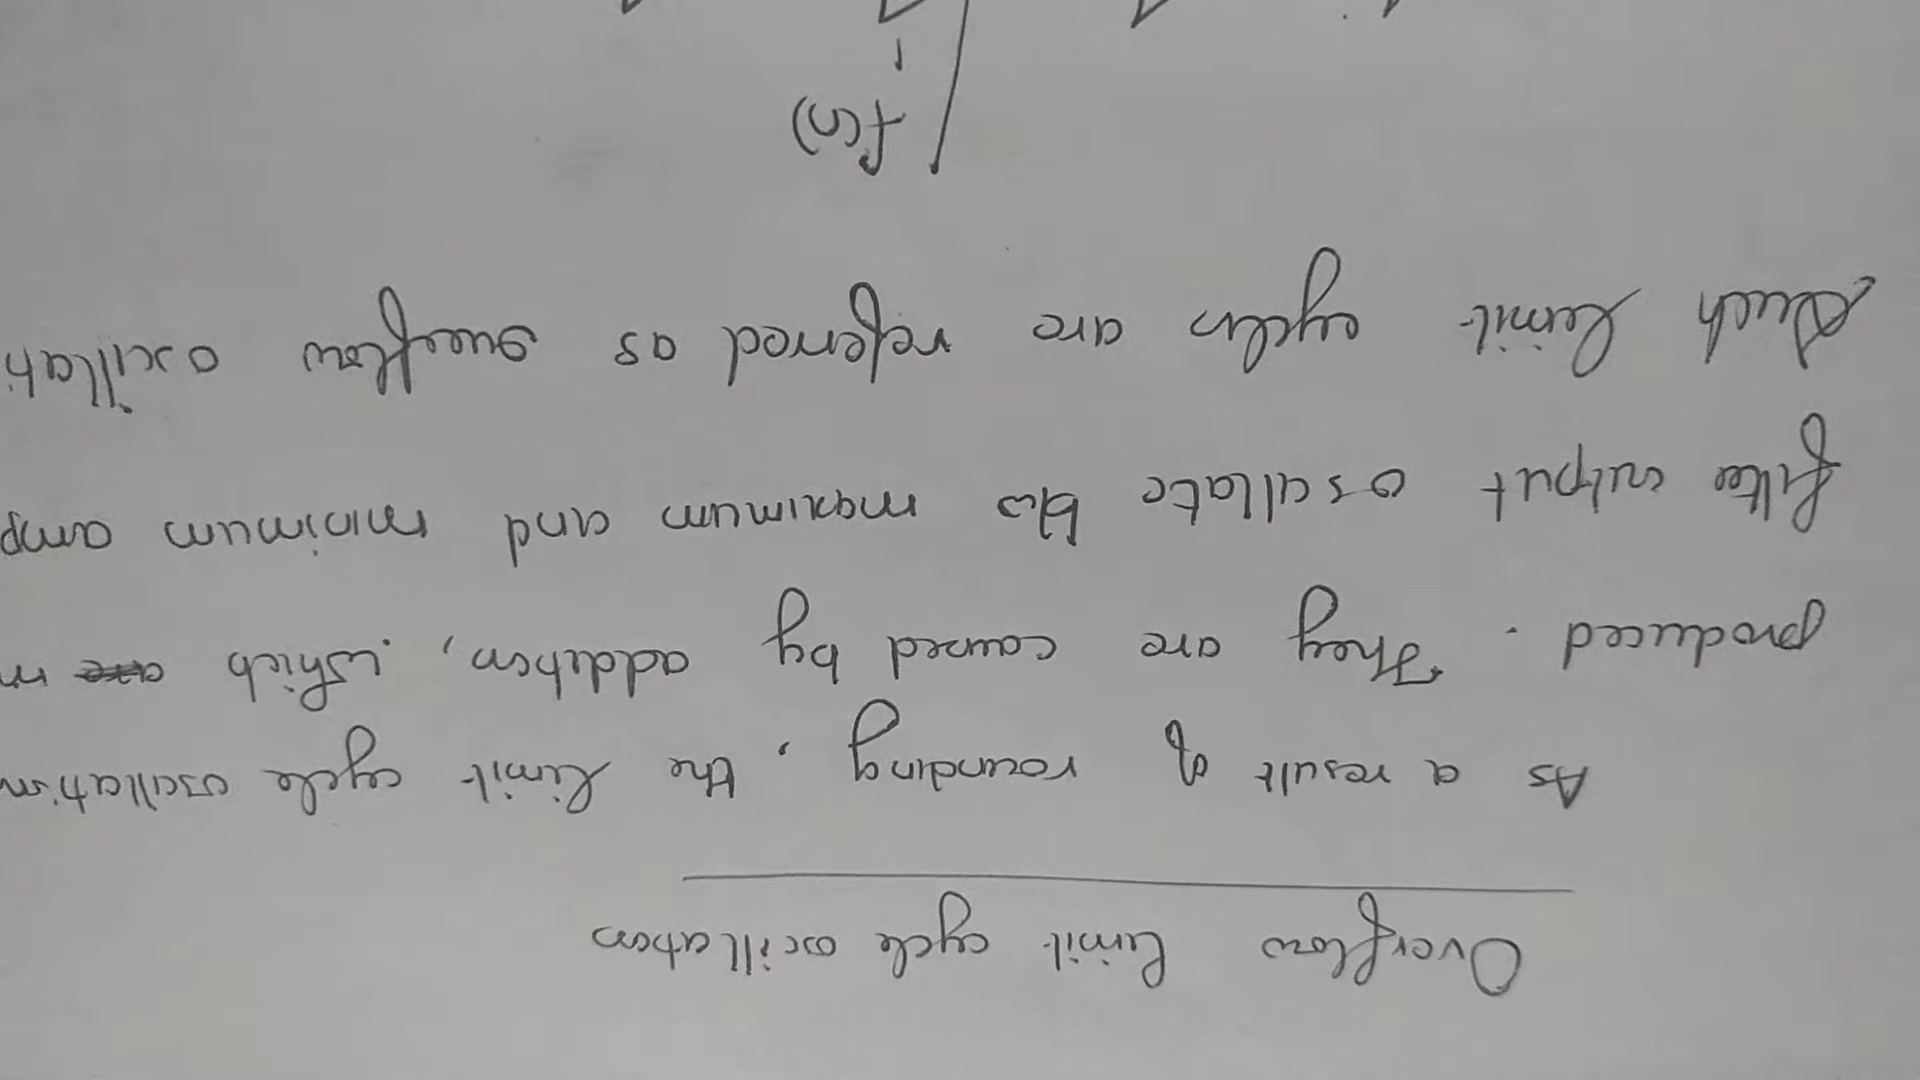 Overflow limit cycle oscillation
As a result of rounding, the limit cycle oscillation
produced. They are caused by addition, which m
filter output oscillate b/w maximum and minimum amp
Such limit cycles are referred as overflow oscillati
f(n)
1